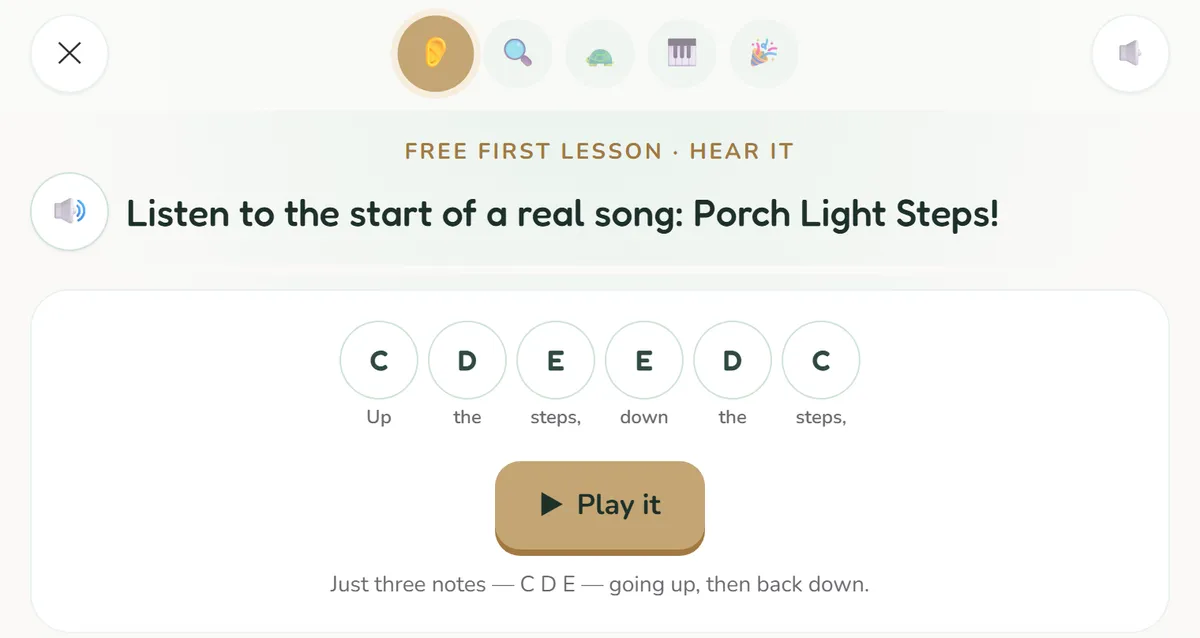 FREE FIRST LESSON · HEAR IT
Listen to the start of a real song: Porch Light Steps!
C D E E D C
Up the steps, down the steps,
▶ Play it
Just three notes — C D E — going up, then back down.